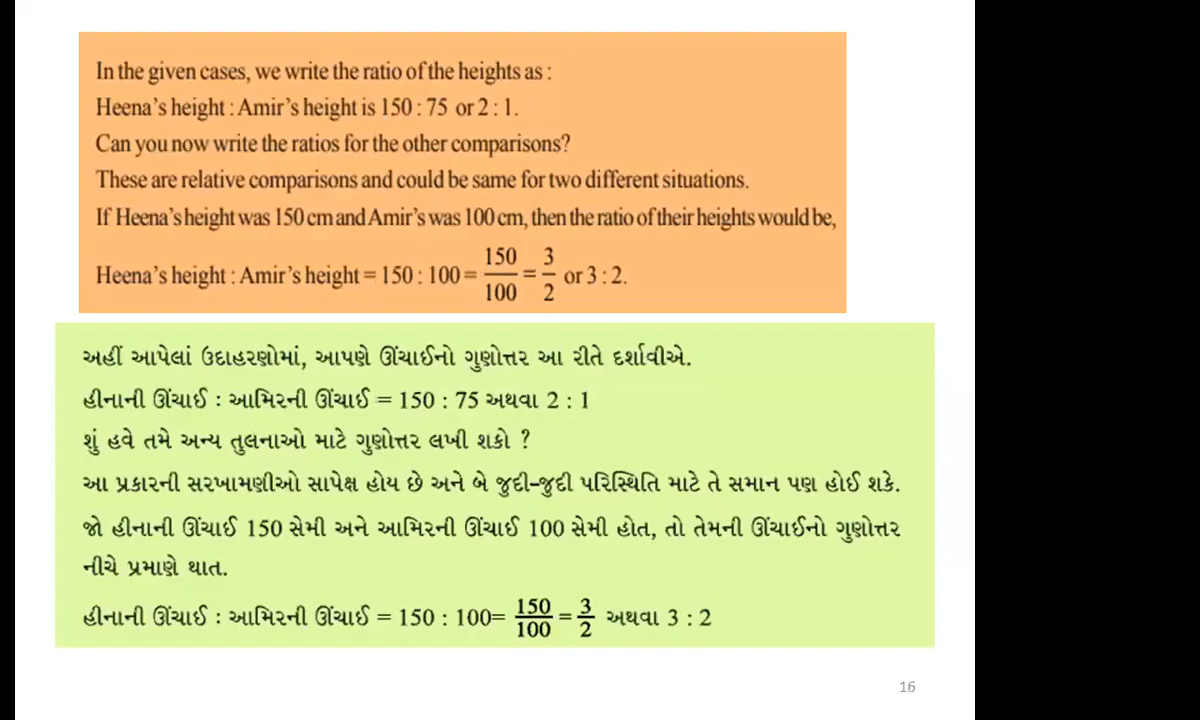 In the given cases, we write the ratio of the heights as :
Heena's height : Amir's height is 150 : 75 or 2 : 1.
Can you now write the ratios for the other comparisons?
These are relative comparisons and could be same for two different situations.
If Heena's height was 150 cm and Amir's was 100 cm, then the ratio of their heights would be,
Heena's height : Amir's height = 150 : 100 = 150/100 = 3/2 or 3 : 2.
અહીં આપેલાં ઉદાહરણોમાં, આપણે ઊંચાઈનો ગુણોત્તર આ રીતે દર્શાવીએ.
હીનાની ઊંચાઈ : આમિરની ઊંચાઈ = 150 : 75 અથવા 2 : 1
શું હવે તમે અન્ય તુલનાઓ માટે ગુણોત્તર લખી શકો ?
આ પ્રકારની સરખામણીઓ સાપેક્ષ હોય છે અને બે જુદી-જુદી પરિસ્થિતિ માટે તે સમાન પણ હોઈ શકે.
જો હીનાની ઊંચાઈ 150 સેમી અને આમિરની ઊંચાઈ 100 સેમી હોત, તો તેમની ઊંચાઈનો ગુણોત્તર
નીચે પ્રમાણે થાત.
હીનાની ઊંચાઈ : આમિરની ઊંચાઈ = 150 : 100= 150/100 = 3/2 અથવા 3 : 2
16